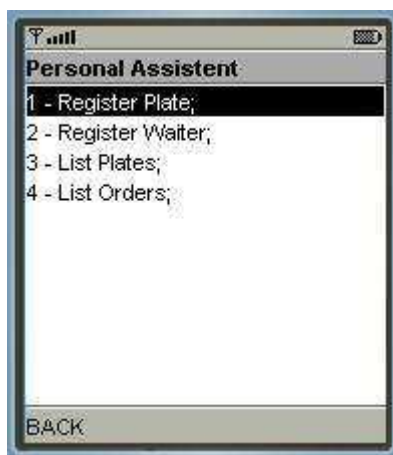 Personal Assistent
1 - Register Plate;
2 - Register Waiter;
3 - List Plates;
4 - List Orders;
BACK